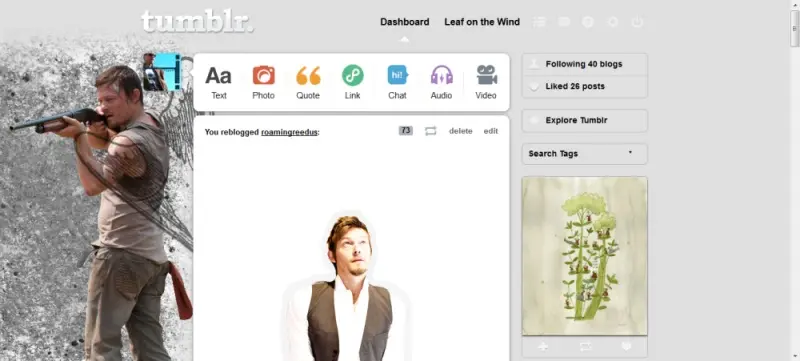 tumblr.
Dashboard
Leaf on the Wind
Aa
hi!
Text
Photo
Quote
Link
Chat
Audio
Video
You reblogged roamingreedus:
73
delete
edit
Following 40 blogs
Liked 26 posts
Explore Tumblr
Search Tags